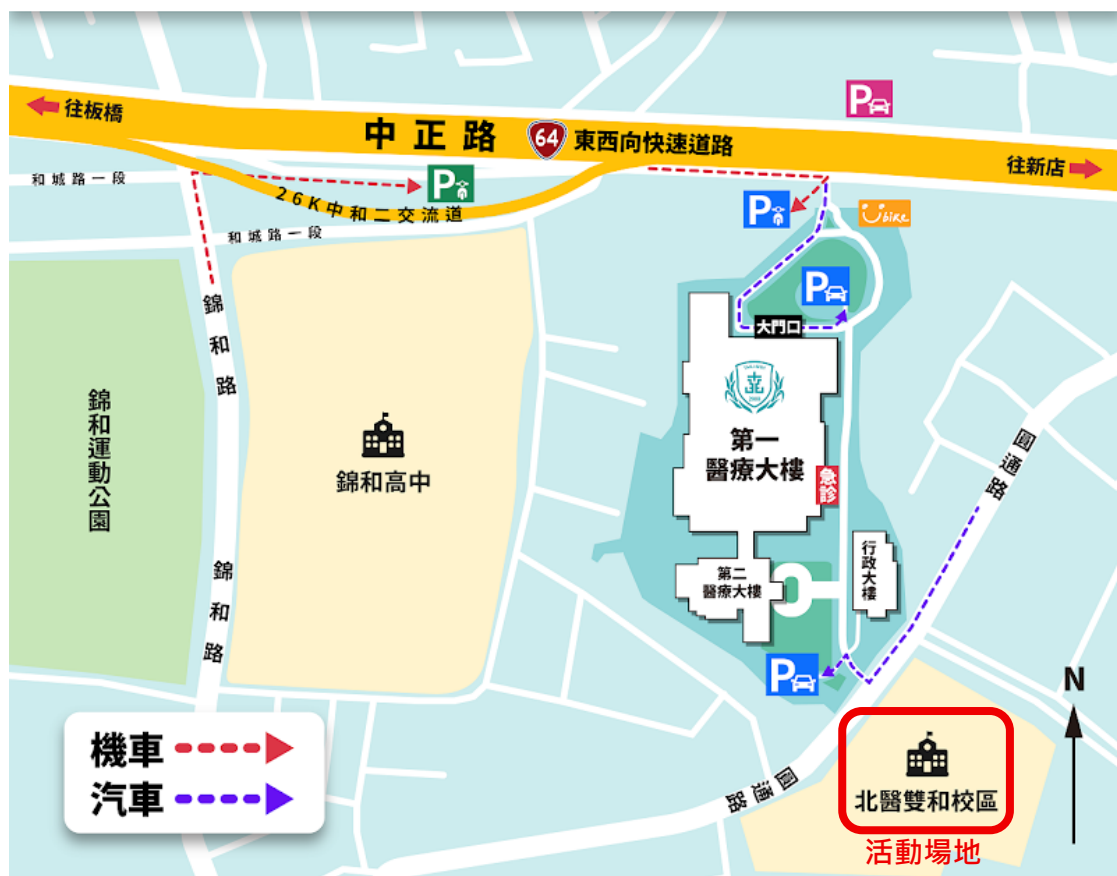 P
往板橋
中正路 64 東西向快速道路
往新店
和城路一段
P
26K中和二交流道
P
Ubike
和城路一段
P
錦和路
大門口
錦和運動公園
錦和高中
第一
醫療大樓
急診
圓通路
行政大樓
第二
醫療大樓
錦和路
P
N
機車
汽車
圓通路
北醫雙和校區
活動場地